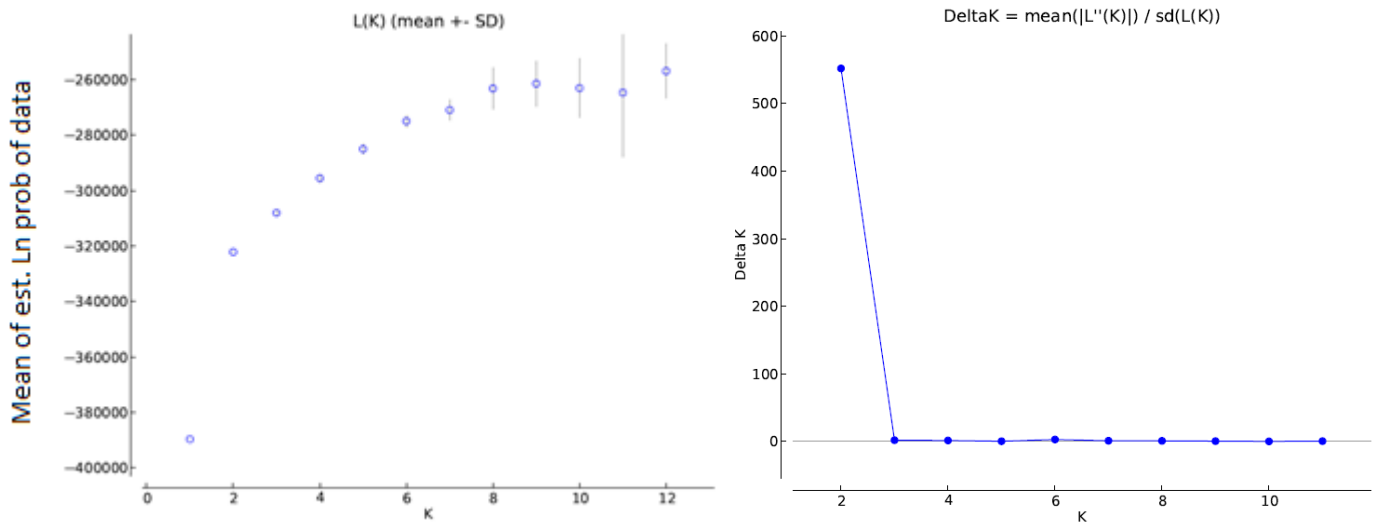 L(K) (mean +- SD)
Mean of est. Ln prob of data
−260000
−280000
−300000
−320000
−340000
−360000
−380000
−400000
0 2 4 6 8 10 12
K
DeltaK = mean(|L''(K)|) / sd(L(K))
Delta K
600
500
400
300
200
100
0
2 4 6 8 10
K